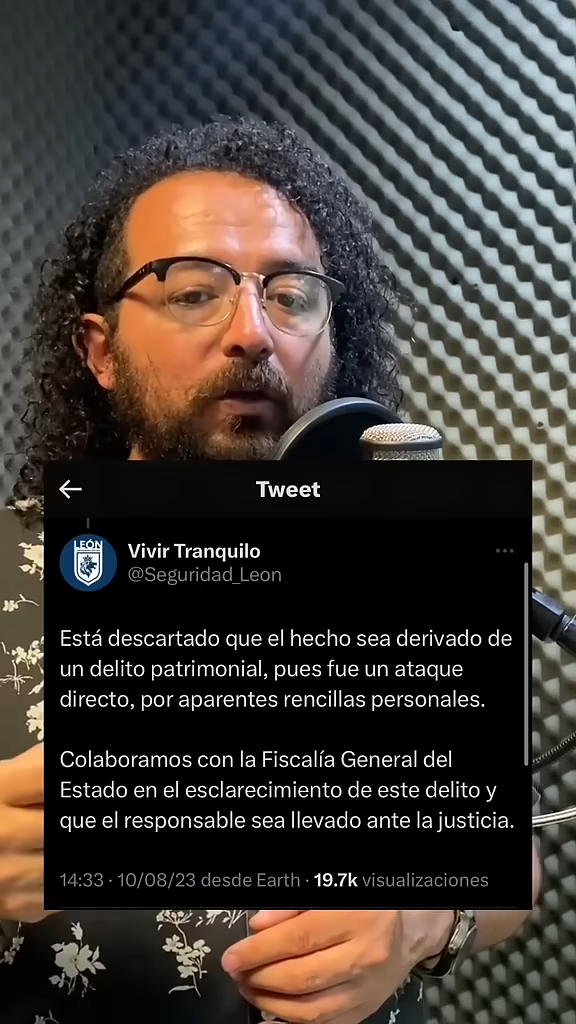 Tweet
LEÓN
Vivir Tranquilo
@Seguridad_Leon
Está descartado que el hecho sea derivado de
un delito patrimonial, pues fue un ataque
directo, por aparentes rencillas personales.
Colaboramos con la Fiscalía General del
Estado en el esclarecimiento de este delito y
que el responsable sea llevado ante la justicia.
14:33 · 10/08/23 desde Earth · 19.7k visualizaciones